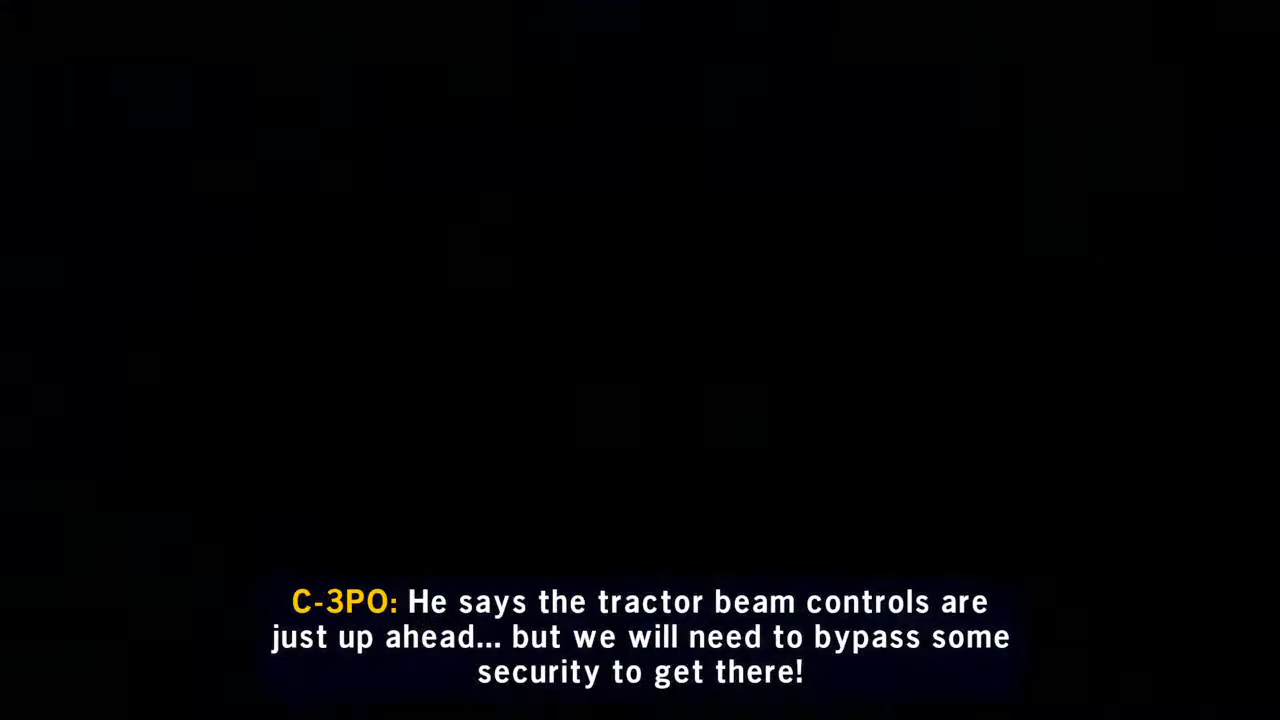 C-3PO: He says the tractor beam controls are
just up ahead... but we will need to bypass some
security to get there!